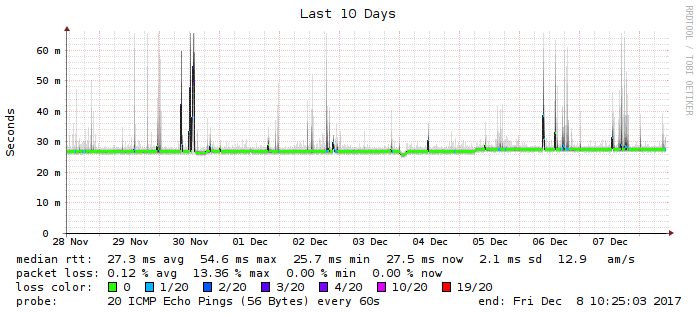 Last 10 Days
RRDTOOL / TOBI OETIKER
Seconds
60 m
50 m
40 m
30 m
20 m
10 m
0
28 Nov 29 Nov 30 Nov 01 Dec 02 Dec 03 Dec 04 Dec 05 Dec 06 Dec 07 Dec
median rtt: 27.3 ms avg 54.6 ms max 25.7 ms min 27.5 ms now 2.1 ms sd 12.9 am/s
packet loss: 0.12 % avg 13.36 % max 0.00 % min 0.00 % now
loss color: 0 1/20 2/20 3/20 4/20 10/20 19/20
probe: 20 ICMP Echo Pings (56 Bytes) every 60s end: Fri Dec 8 10:25:03 2017